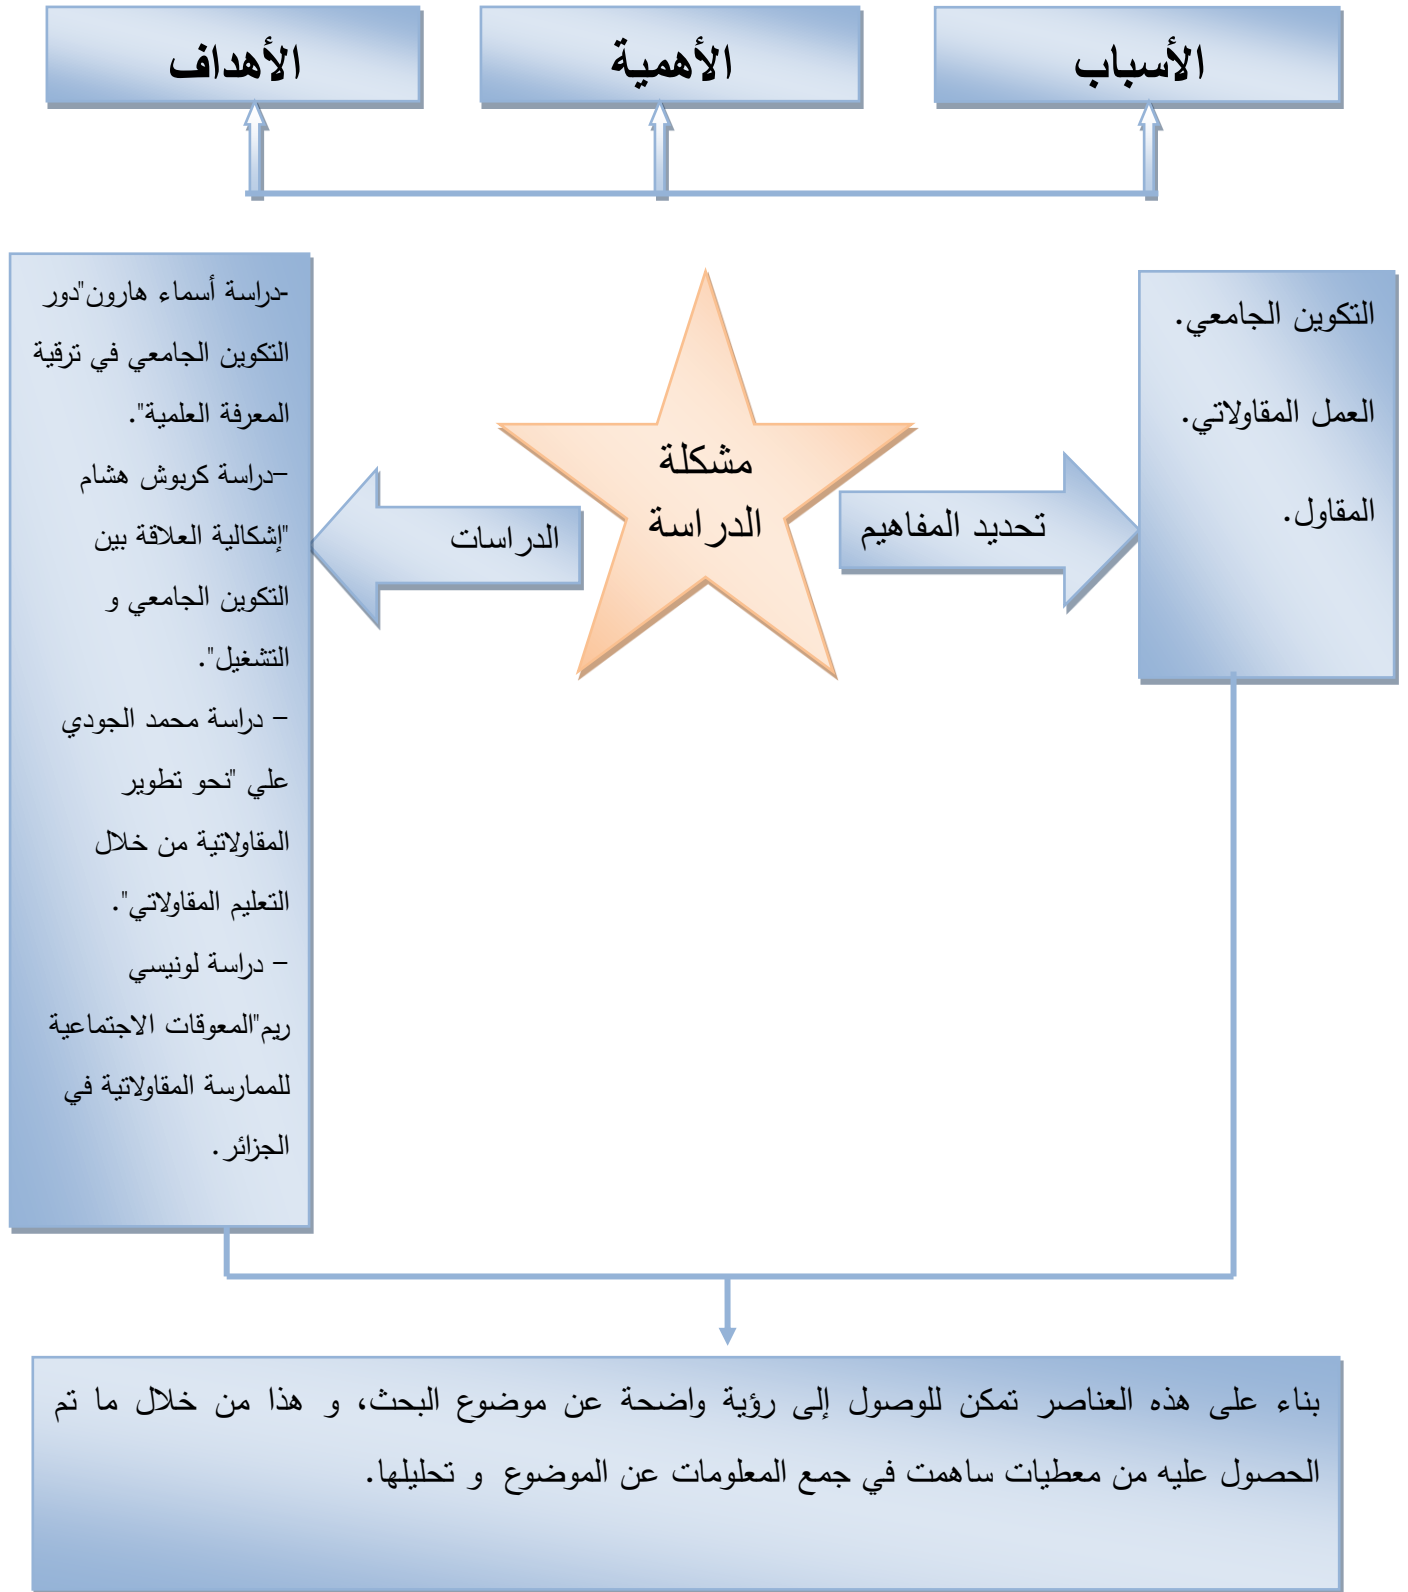 الأسباب
الأهمية
الأهداف
التكوين الجامعي.
العمل المقاولاتي.
المقاول.
تحديد المفاهيم
مشكلة
الدراسة
الدراسات
-دراسة أسماء هارون"دور
التكوين الجامعي في ترقية
المعرفة العلمية".
–دراسة كربوش هشام
"إشكالية العلاقة بين
التكوين الجامعي و
التشغيل".
– دراسة محمد الجودي
علي "نحو تطوير
المقاولاتية من خلال
التعليم المقاولاتي".
– دراسة لونيسي
ريم"المعوقات الاجتماعية
للممارسة المقاولاتية في
الجزائر.
بناء على هذه العناصر تمكن للوصول إلى رؤية واضحة عن موضوع البحث، و هذا من خلال ما تم
الحصول عليه من معطيات ساهمت في جمع المعلومات عن الموضوع و تحليلها.